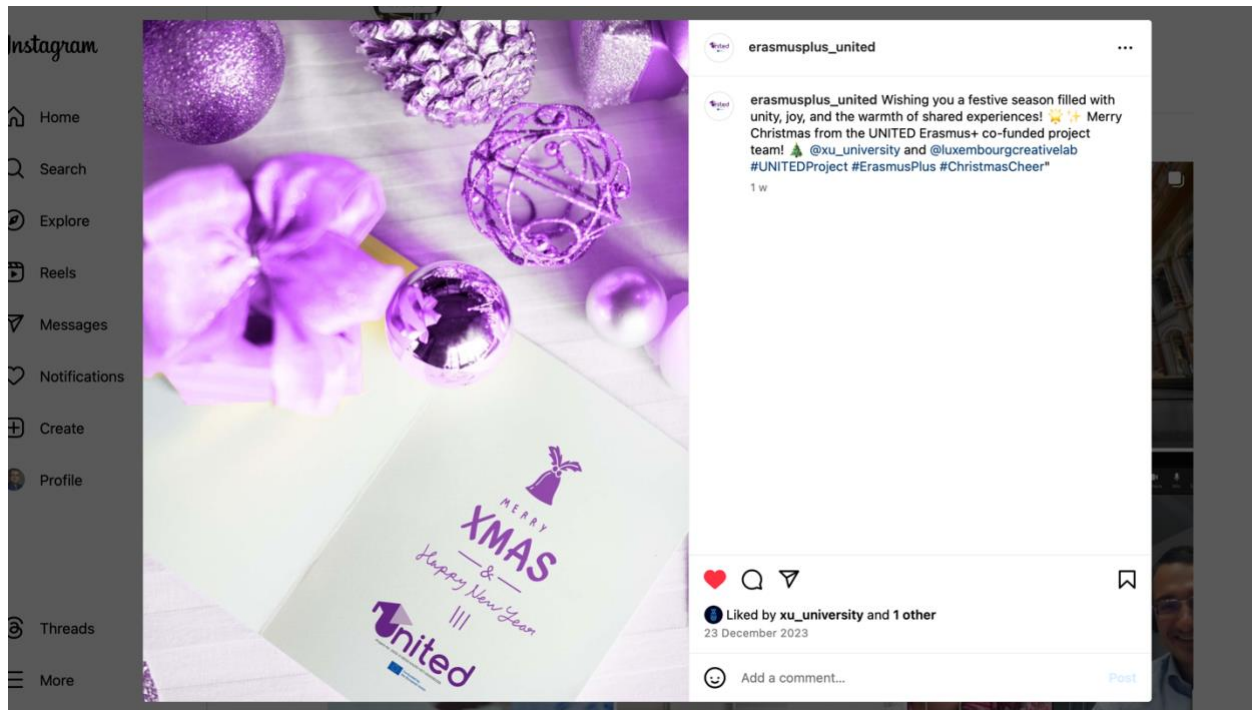 Instagram
Home
Search
Explore
Reels
Messages
Notifications
Create
Profile
Threads
More
MERRY
XMAS
&
Happy New Year
United
erasmusplus_united
erasmusplus_united Wishing you a festive season filled with
unity, joy, and the warmth of shared experiences! 🌟✨ Merry
Christmas from the UNITED Erasmus+ co-funded project
team! 🎄 @xu_university and @luxembourgcreativelab
#UNITEDProject #ErasmusPlus #ChristmasCheer"
1 w
Liked by xu_university and 1 other
23 December 2023
Add a comment...
Post